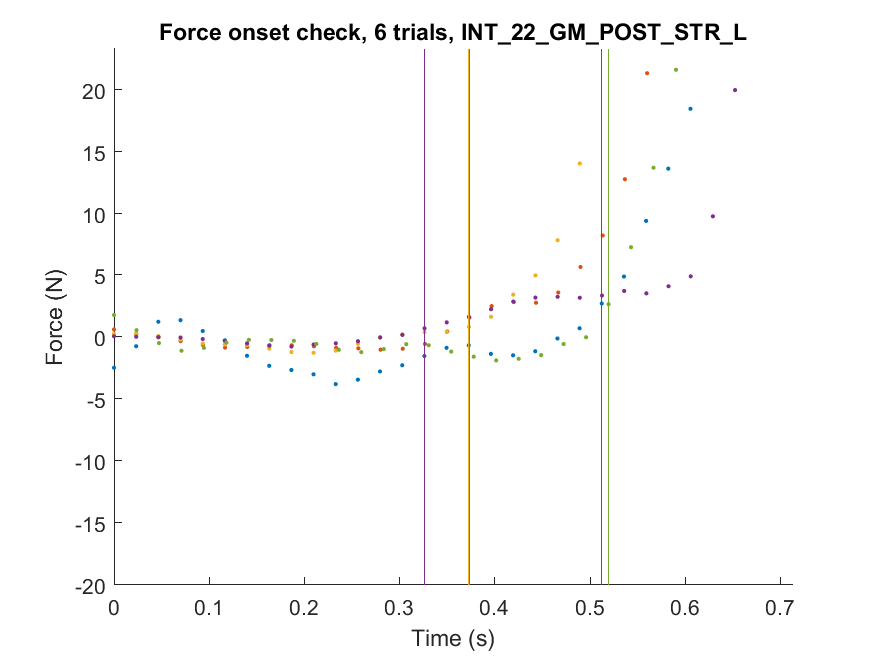 Force onset check, 6 trials, INT_22_GM_POST_STR_L
20
15
10
5
0
-5
-10
-15
-20
Force (N)
0 0.1 0.2 0.3 0.4 0.5 0.6 0.7
Time (s)